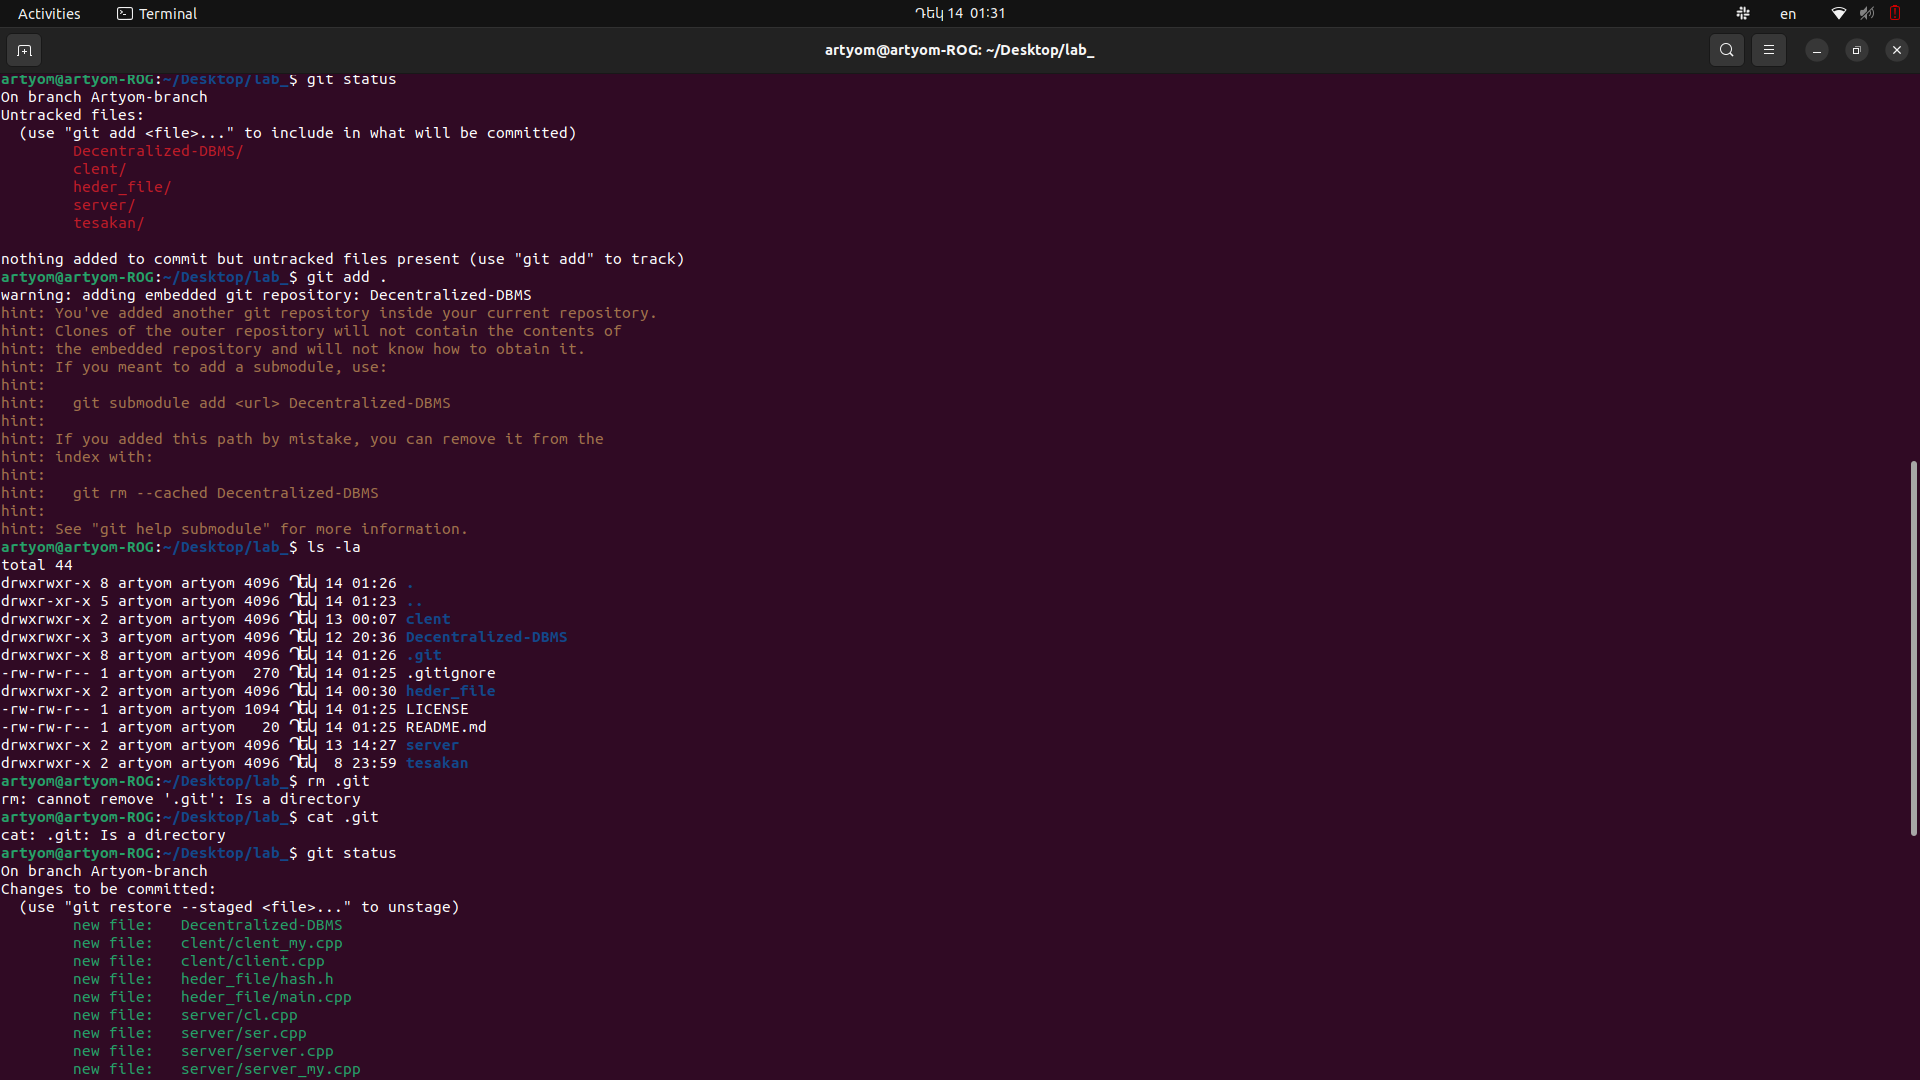 Activities
Terminal
Դեկ 14 01:31
en
artyom@artyom-ROG: ~/Desktop/lab_
artyom@artyom-ROG:~/Desktop/lab_$ git status
On branch Artyom-branch
Untracked files:
  (use "git add <file>..." to include in what will be committed)
        Decentralized-DBMS/
        clent/
        heder_file/
        server/
        tesakan/
nothing added to commit but untracked files present (use "git add" to track)
artyom@artyom-ROG:~/Desktop/lab_$ git add .
warning: adding embedded git repository: Decentralized-DBMS
hint: You've added another git repository inside your current repository.
hint: Clones of the outer repository will not contain the contents of
hint: the embedded repository and will not know how to obtain it.
hint: If you meant to add a submodule, use:
hint:
hint:   git submodule add <url> Decentralized-DBMS
hint:
hint: If you added this path by mistake, you can remove it from the
hint: index with:
hint:
hint:   git rm --cached Decentralized-DBMS
hint:
hint: See "git help submodule" for more information.
artyom@artyom-ROG:~/Desktop/lab_$ ls -la
total 44
drwxrwxr-x 8 artyom artyom 4096 Դեկ 14 01:26 .
drwxr-xr-x 5 artyom artyom 4096 Դեկ 14 01:23 ..
drwxrwxr-x 2 artyom artyom 4096 Դեկ 13 00:07 clent
drwxrwxr-x 3 artyom artyom 4096 Դեկ 12 20:36 Decentralized-DBMS
drwxrwxr-x 8 artyom artyom 4096 Դեկ 14 01:26 .git
-rw-rw-r-- 1 artyom artyom  270 Դեկ 14 01:25 .gitignore
drwxrwxr-x 2 artyom artyom 4096 Դեկ 14 00:30 heder_file
-rw-rw-r-- 1 artyom artyom 1094 Դեկ 14 01:25 LICENSE
-rw-rw-r-- 1 artyom artyom   20 Դեկ 14 01:25 README.md
drwxrwxr-x 2 artyom artyom 4096 Դեկ 13 14:27 server
drwxrwxr-x 2 artyom artyom 4096 Դեկ  8 23:59 tesakan
artyom@artyom-ROG:~/Desktop/lab_$ rm .git
rm: cannot remove '.git': Is a directory
artyom@artyom-ROG:~/Desktop/lab_$ cat .git
cat: .git: Is a directory
artyom@artyom-ROG:~/Desktop/lab_$ git status
On branch Artyom-branch
Changes to be committed:
  (use "git restore --staged <file>..." to unstage)
        new file:   Decentralized-DBMS
        new file:   clent/client_my.cpp
        new file:   clent/client.cpp
        new file:   heder_file/hash.h
        new file:   heder_file/main.cpp
        new file:   server/cl.cpp
        new file:   server/ser.cpp
        new file:   server/server.cpp
        new file:   server/server_my.cpp